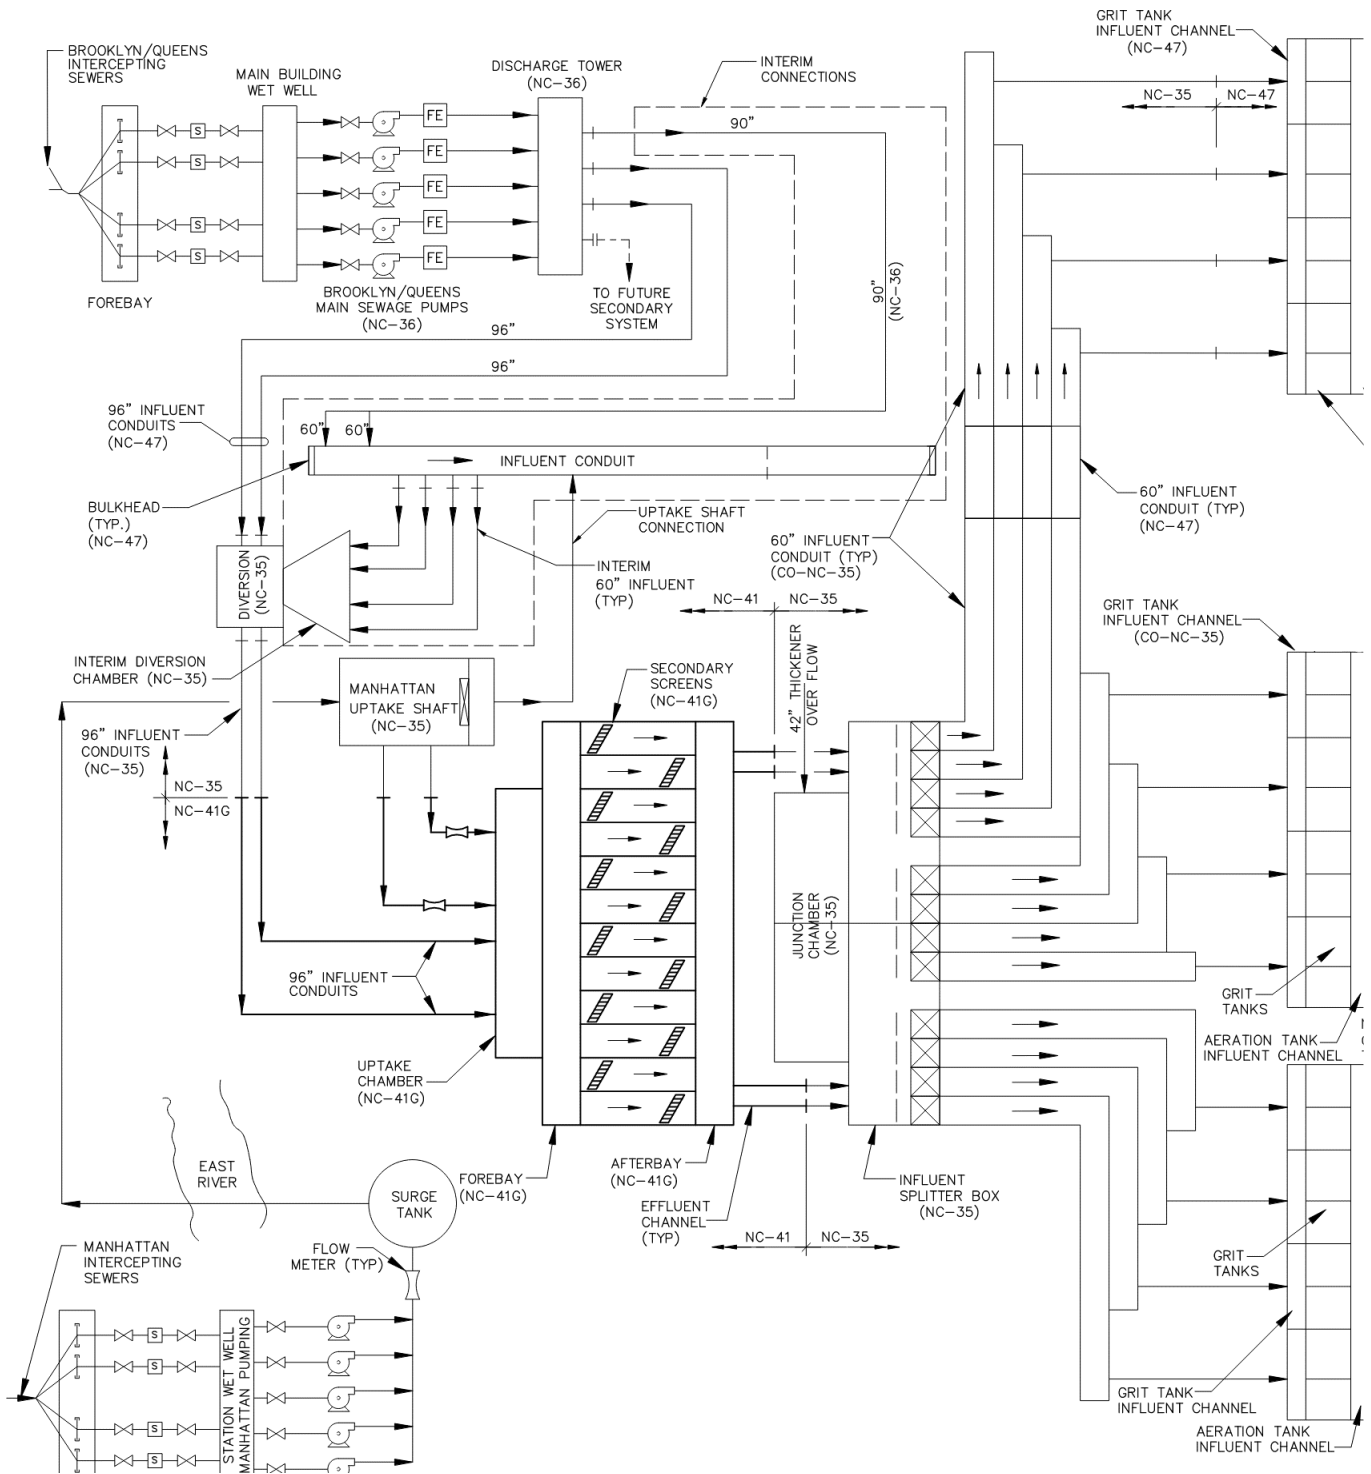 GRIT TANK
INFLUENT CHANNEL
(NC-47)
BROOKLYN/QUEENS
INTERCEPTING
SEWERS
MAIN BUILDING
WET WELL
DISCHARGE TOWER
(NC-36)
INTERIM
CONNECTIONS
NC-35
NC-47
FE
90"
S
FE
S
FE
S
FE
S
FE
FOREBAY
BROOKLYN/QUEENS
MAIN SEWAGE PUMPS
(NC-36)
TO FUTURE
SECONDARY
SYSTEM
90"
(NC-36)
96"
96"
96" INFLUENT
CONDUITS
(NC-47)
60"
60"
INFLUENT CONDUIT
BULKHEAD
(TYP.)
(NC-47)
UPTAKE SHAFT
CONNECTION
60" INFLUENT
CONDUIT (TYP)
(NC-47)
60" INFLUENT
CONDUIT (TYP)
(CO-NC-35)
DIVERSION
(NC-35)
INTERIM
60" INFLUENT
(TYP)
NC-41
NC-35
GRIT TANK
INFLUENT CHANNEL
(CO-NC-35)
INTERIM DIVERSION
CHAMBER (NC-35)
MANHATTAN
UPTAKE SHAFT
(NC-35)
SECONDARY
SCREENS
(NC-41G)
42" THICKENER
OVER FLOW
96" INFLUENT
CONDUITS
(NC-35)
NC-35
NC-41G
JUNCTION
CHAMBER
(NC-35)
96" INFLUENT
CONDUITS
GRIT
TANKS
AERATION TANK
INFLUENT CHANNEL
UPTAKE
CHAMBER
(NC-41G)
EAST
RIVER
SURGE
TANK
FOREBAY
(NC-41G)
AFTERBAY
(NC-41G)
EFFLUENT
CHANNEL
(TYP)
INFLUENT
SPLITTER BOX
(NC-35)
NC-41
NC-35
MANHATTAN
INTERCEPTING
SEWERS
FLOW
METER (TYP)
GRIT
TANKS
S
S
S
S
STATION WET WELL
MANHATTAN PUMPING
GRIT TANK
INFLUENT CHANNEL
AERATION TANK
INFLUENT CHANNEL